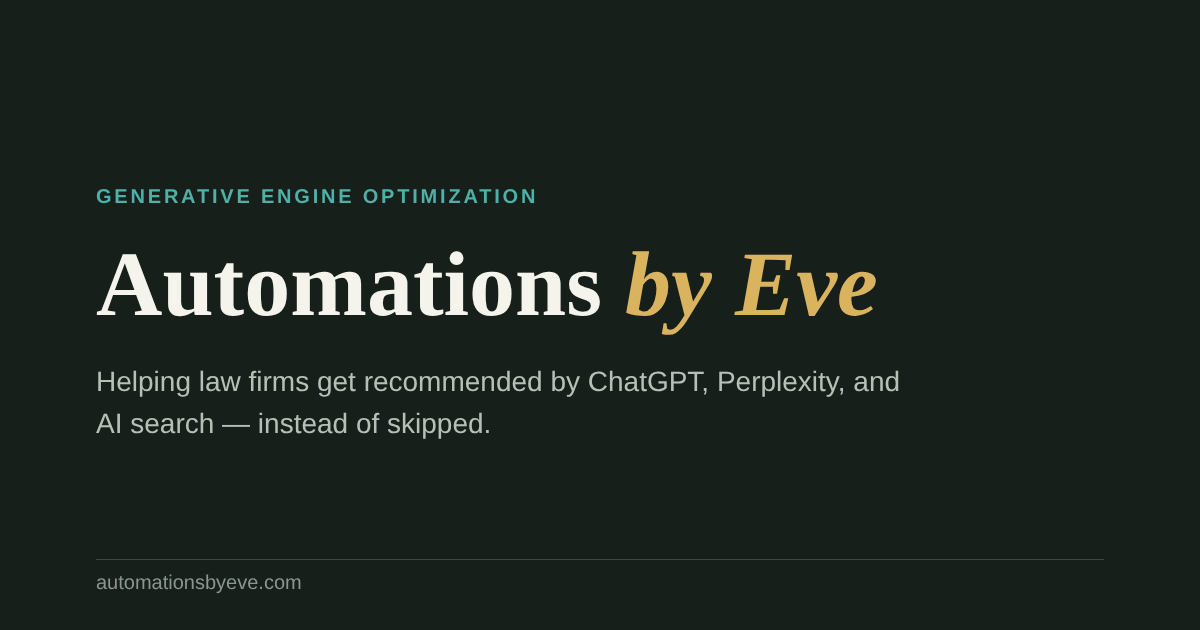 GENERATIVE ENGINE OPTIMIZATION
Automations by Eve
Helping law firms get recommended by ChatGPT, Perplexity, and
AI search — instead of skipped.
automationsbyeve.com